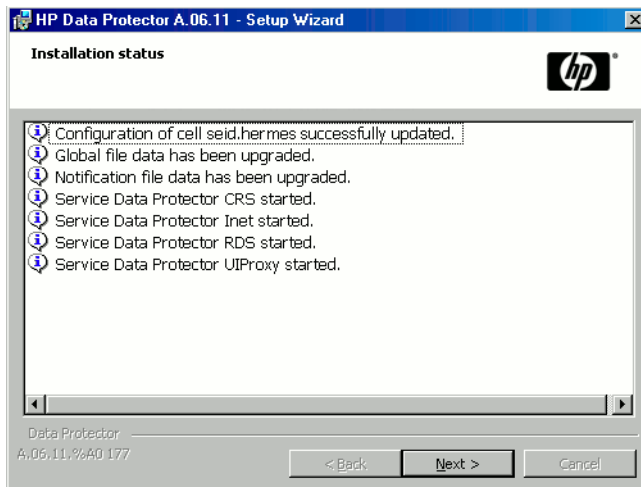 HP Data Protector A.06.11 - Setup Wizard
Installation status
hp
Configuration of cell seid.hermes successfully updated.
Global file data has been upgraded.
Notification file data has been upgraded.
Service Data Protector CRS started.
Service Data Protector Inet started.
Service Data Protector RDS started.
Service Data Protector UIProxy started.
Data Protector
A.06.11.%A0 177
< Back
Next >
Cancel